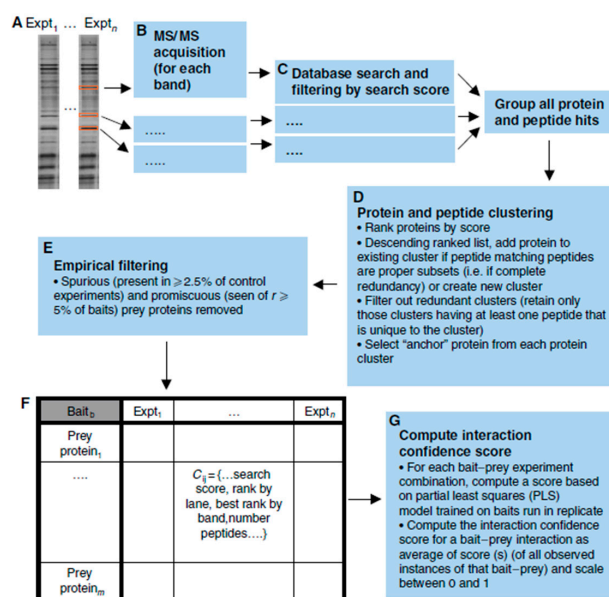 A Expt1 ... Exptn
...
B
MS/MS
acquisition
(for each
band)
.....
.....
C Database search and
filtering by search score
....
....
Group all protein
and peptide hits
D
Protein and peptide clustering
• Rank proteins by score
• Descending ranked list, add protein to
existing cluster if peptide matching peptides
are proper subsets (i.e. if complete
redundancy) or create new cluster
• Filter out redundant clusters (retain only
those clusters having at least one peptide that
is unique to the cluster)
• Select “anchor” protein from each protein
cluster
E
Empirical filtering
• Spurious (present in ⩾2.5% of control
experiments) and promiscuous (seen of r ⩾
5% of baits) prey proteins removed
F
Baitb Expt1 ... Exptn
Prey
protein1
....
Cij = {...search
score, rank by
lane, best rank by
band,number
peptides....}
Prey
proteinm
G
Compute interaction
confidence score
• For each bait–prey experiment
combination, compute a score based
on partial least squares (PLS)
model trained on baits run in replicate
• Compute the interaction confidence
score for a bait–prey interaction as
average of score (s) (of all observed
instances of that bait–prey) and scale
between 0 and 1